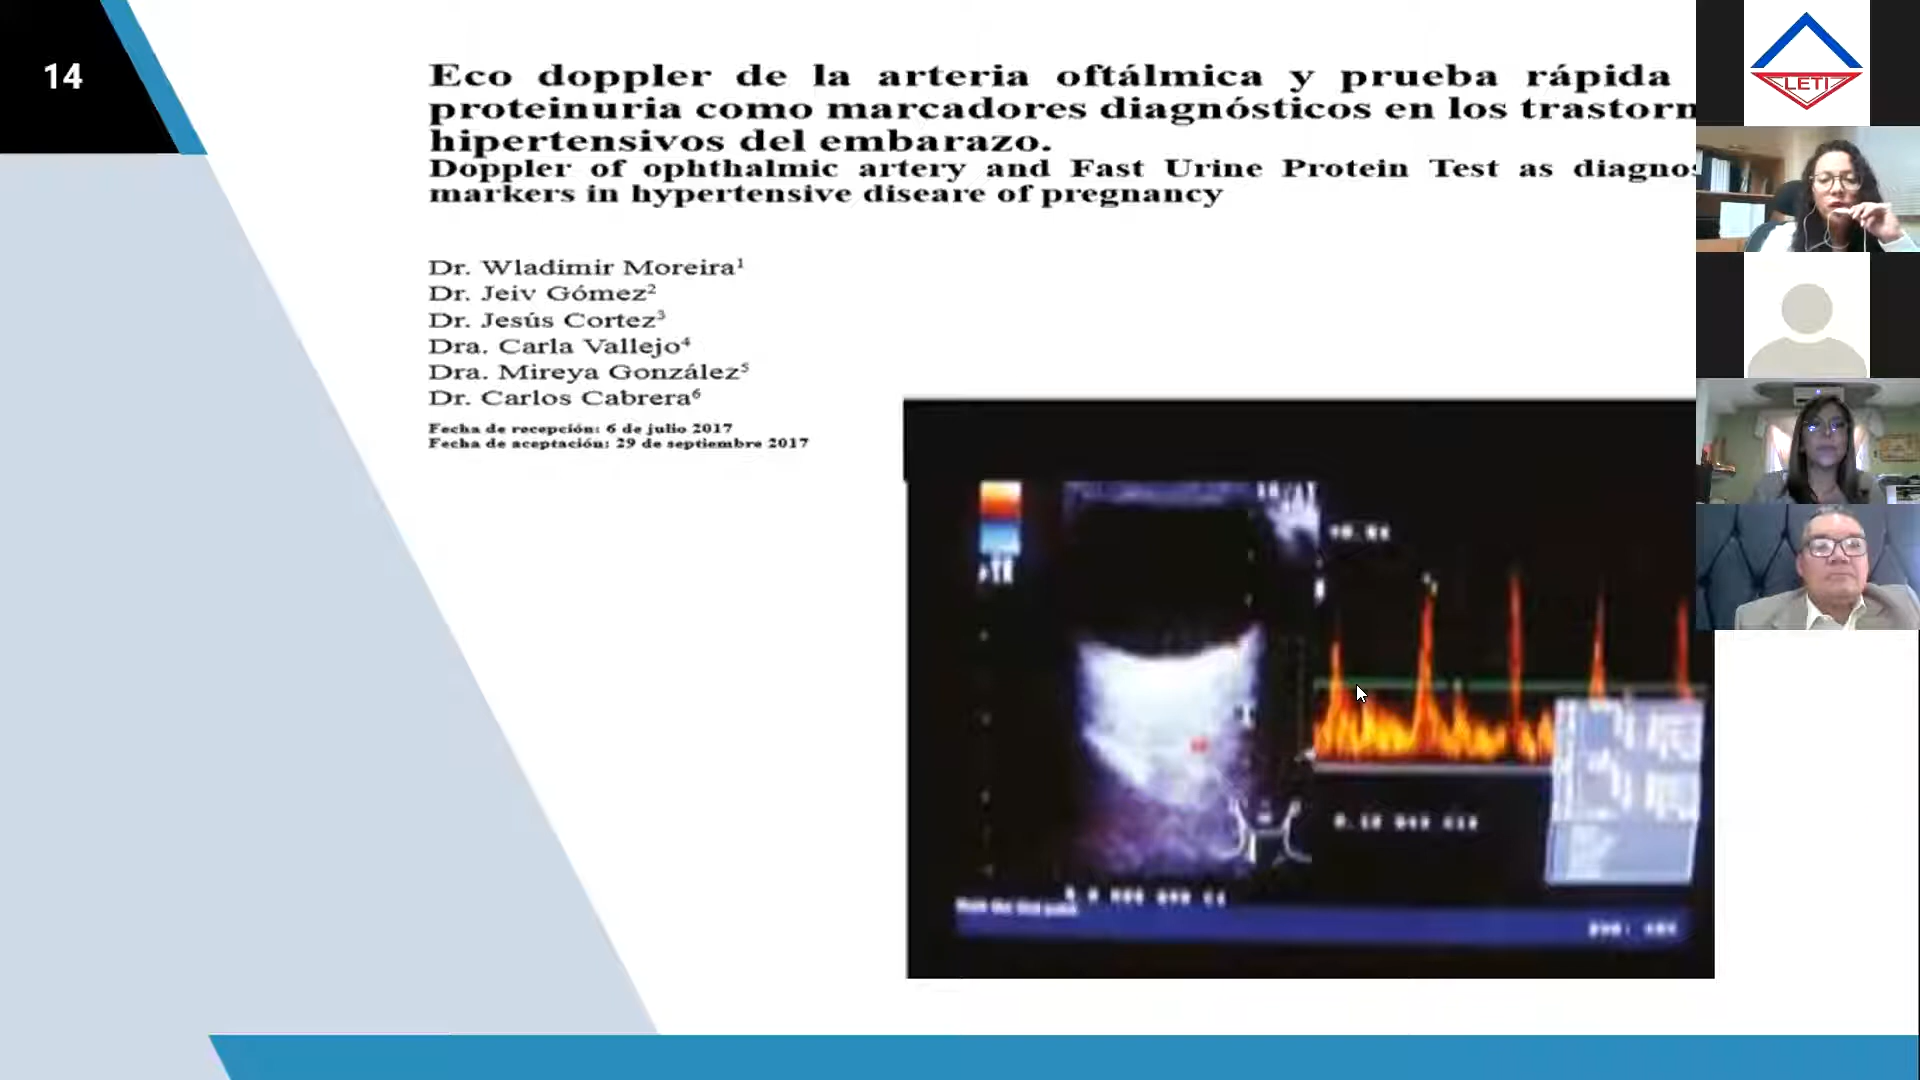 14
Eco doppler de la arteria oftálmica y prueba rápida
proteinuria como marcadores diagnósticos en los trastorn
hipertensivos del embarazo.
Doppler of ophthalmic artery and Fast Urine Protein Test as diagnos
markers in hypertensive diseare of pregnancy
Dr. Wladimir Moreira¹
Dr. Jeiv Gómez²
Dr. Jesús Cortez³
Dra. Carla Vallejo⁴
Dra. Mireya González⁵
Dr. Carlos Cabrera⁶
Fecha de recepción: 6 de julio 2017
Fecha de aceptación: 29 de septiembre 2017
LETI